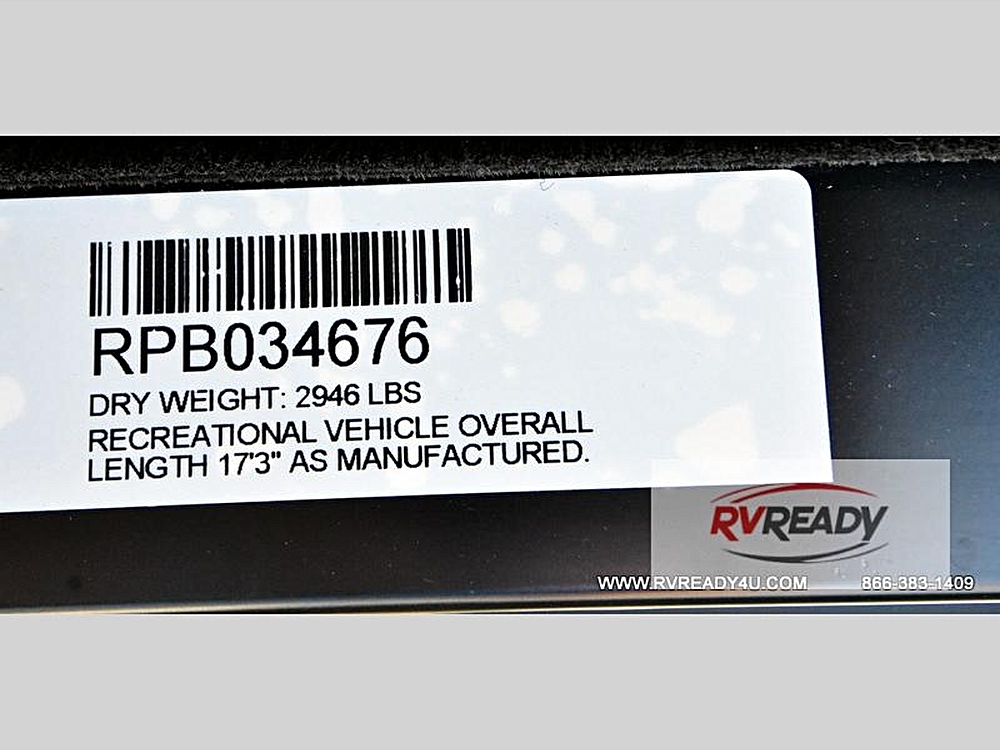 RPB034676
DRY WEIGHT: 2946 LBS
RECREATIONAL VEHICLE OVERALL
LENGTH 17'3" AS MANUFACTURED.
RVREADY
WWW.RVREADY4U.COM 866-383-1409